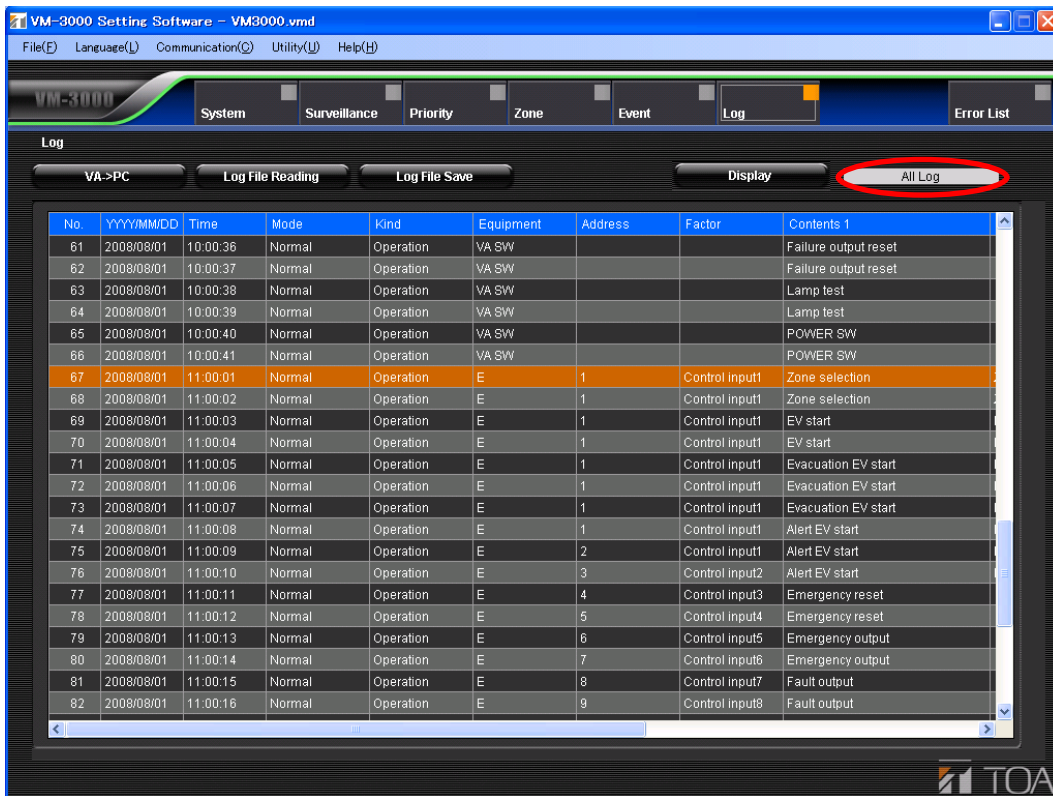 VM-3000 Setting Software - VM3000.vmd
File(F) Language(L) Communication(C) Utility(U) Help(H)
VM-3000
System Surveillance Priority Zone Event Log Error List
Log
VA->PC Log File Reading Log File Save Display All Log
No. YYYY/MM/DD Time Mode Kind Equipment Address Factor Contents 1
61 2008/08/01 10:00:36 Normal Operation VA SW Failure output reset
62 2008/08/01 10:00:37 Normal Operation VA SW Failure output reset
63 2008/08/01 10:00:38 Normal Operation VA SW Lamp test
64 2008/08/01 10:00:39 Normal Operation VA SW Lamp test
65 2008/08/01 10:00:40 Normal Operation VA SW POWER SW
66 2008/08/01 10:00:41 Normal Operation VA SW POWER SW
67 2008/08/01 11:00:01 Normal Operation E 1 Control input1 Zone selection
68 2008/08/01 11:00:02 Normal Operation E 1 Control input1 Zone selection
69 2008/08/01 11:00:03 Normal Operation E 1 Control input1 EV start
70 2008/08/01 11:00:04 Normal Operation E 1 Control input1 EV start
71 2008/08/01 11:00:05 Normal Operation E 1 Control input1 Evacuation EV start
72 2008/08/01 11:00:06 Normal Operation E 1 Control input1 Evacuation EV start
73 2008/08/01 11:00:07 Normal Operation E 1 Control input1 Evacuation EV start
74 2008/08/01 11:00:08 Normal Operation E 1 Control input1 Alert EV start
75 2008/08/01 11:00:09 Normal Operation E 2 Control input1 Alert EV start
76 2008/08/01 11:00:10 Normal Operation E 3 Control input2 Alert EV start
77 2008/08/01 11:00:11 Normal Operation E 4 Control input3 Emergency reset
78 2008/08/01 11:00:12 Normal Operation E 5 Control input4 Emergency reset
79 2008/08/01 11:00:13 Normal Operation E 6 Control input5 Emergency output
80 2008/08/01 11:00:14 Normal Operation E 7 Control input6 Emergency output
81 2008/08/01 11:00:15 Normal Operation E 8 Control input7 Fault output
82 2008/08/01 11:00:16 Normal Operation E 9 Control input8 Fault output
TOA